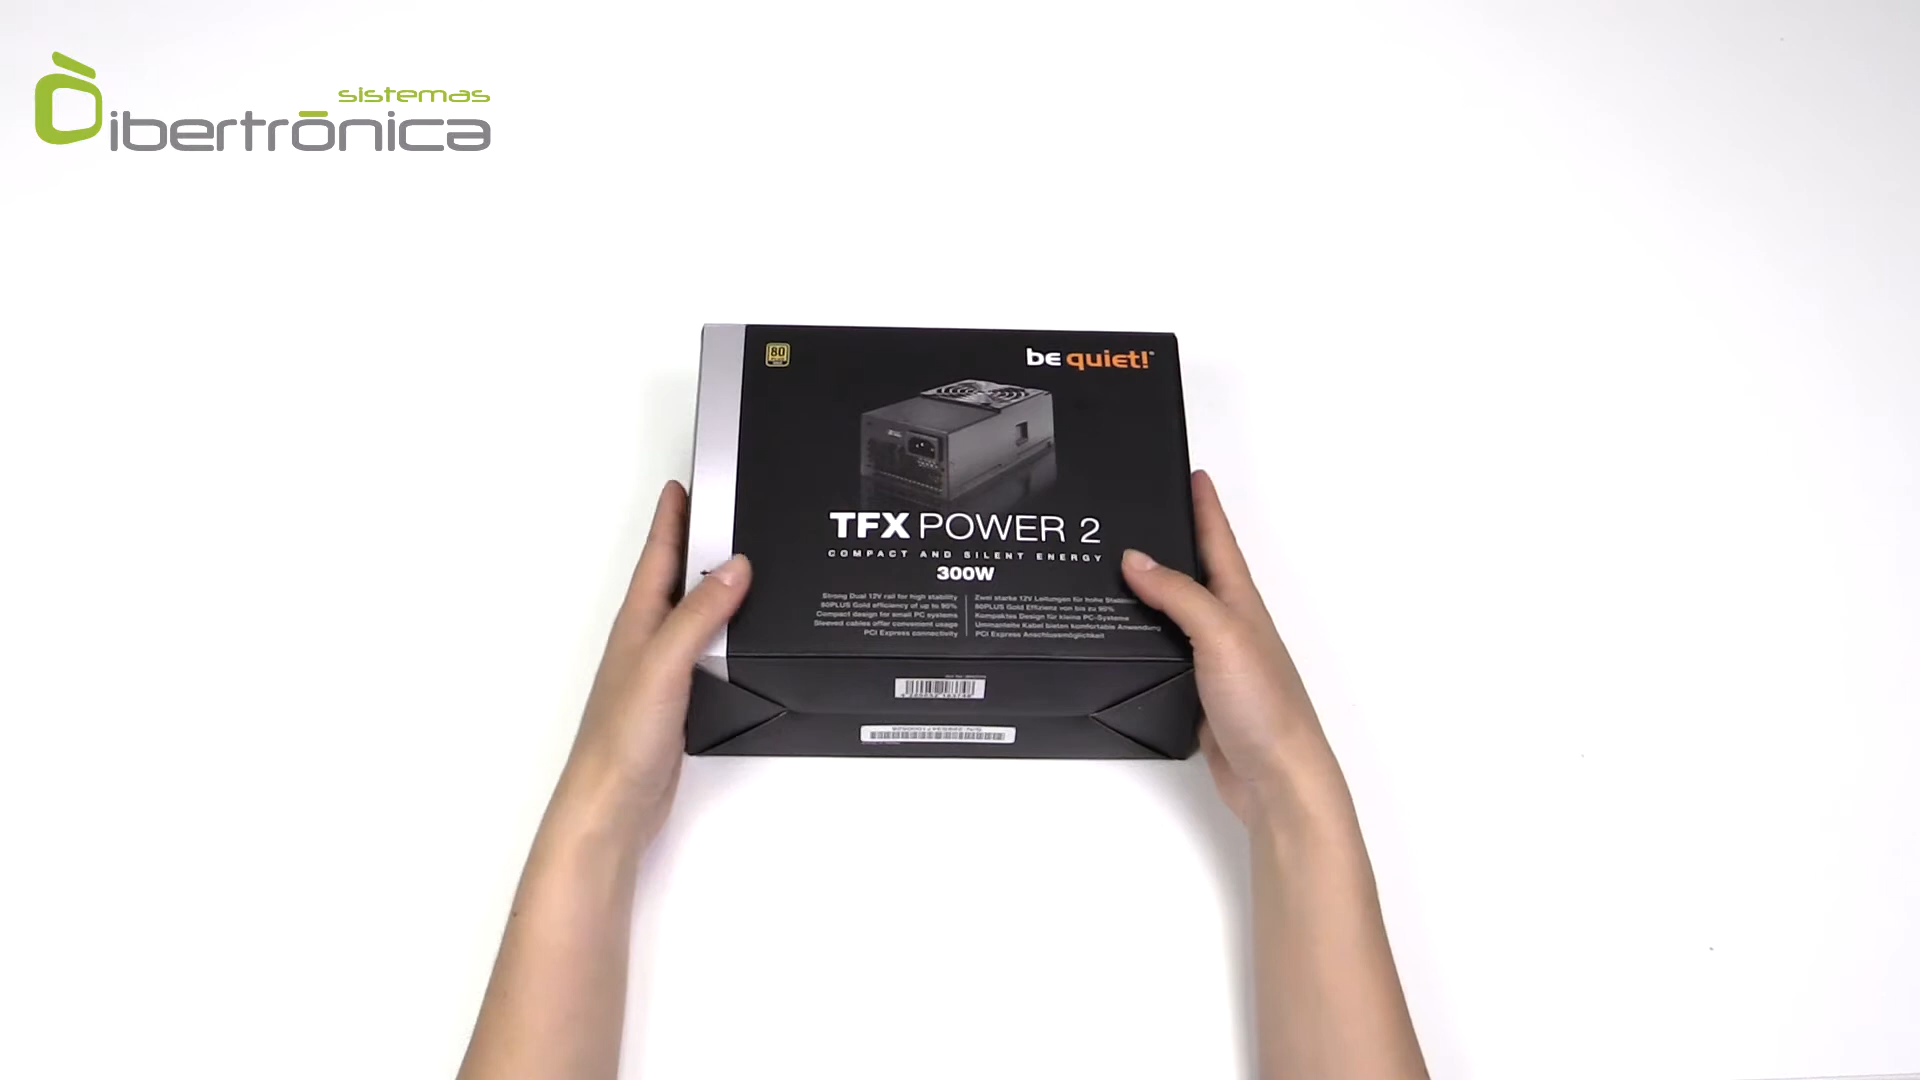 sistemas
ibertrōnica
80
PLUS
be quiet!
TFX POWER 2
COMPACT AND SILENT ENERGY
300W
Strong Dual 12V rail for high stability
80PLUS Gold efficiency of up to 90%
Compact design for small PC systems
Sleeved cables offer convenient usage
PCI Express connectivity
Zwei starke 12V Leitungen für hohe
80PLUS Gold Effizienz von bis zu 90%
Kompaktes Design für kleine PC-Systeme
Ummantelte Kabel bieten komfortable Anwendung
PCI Express Anschlussmöglichkeit